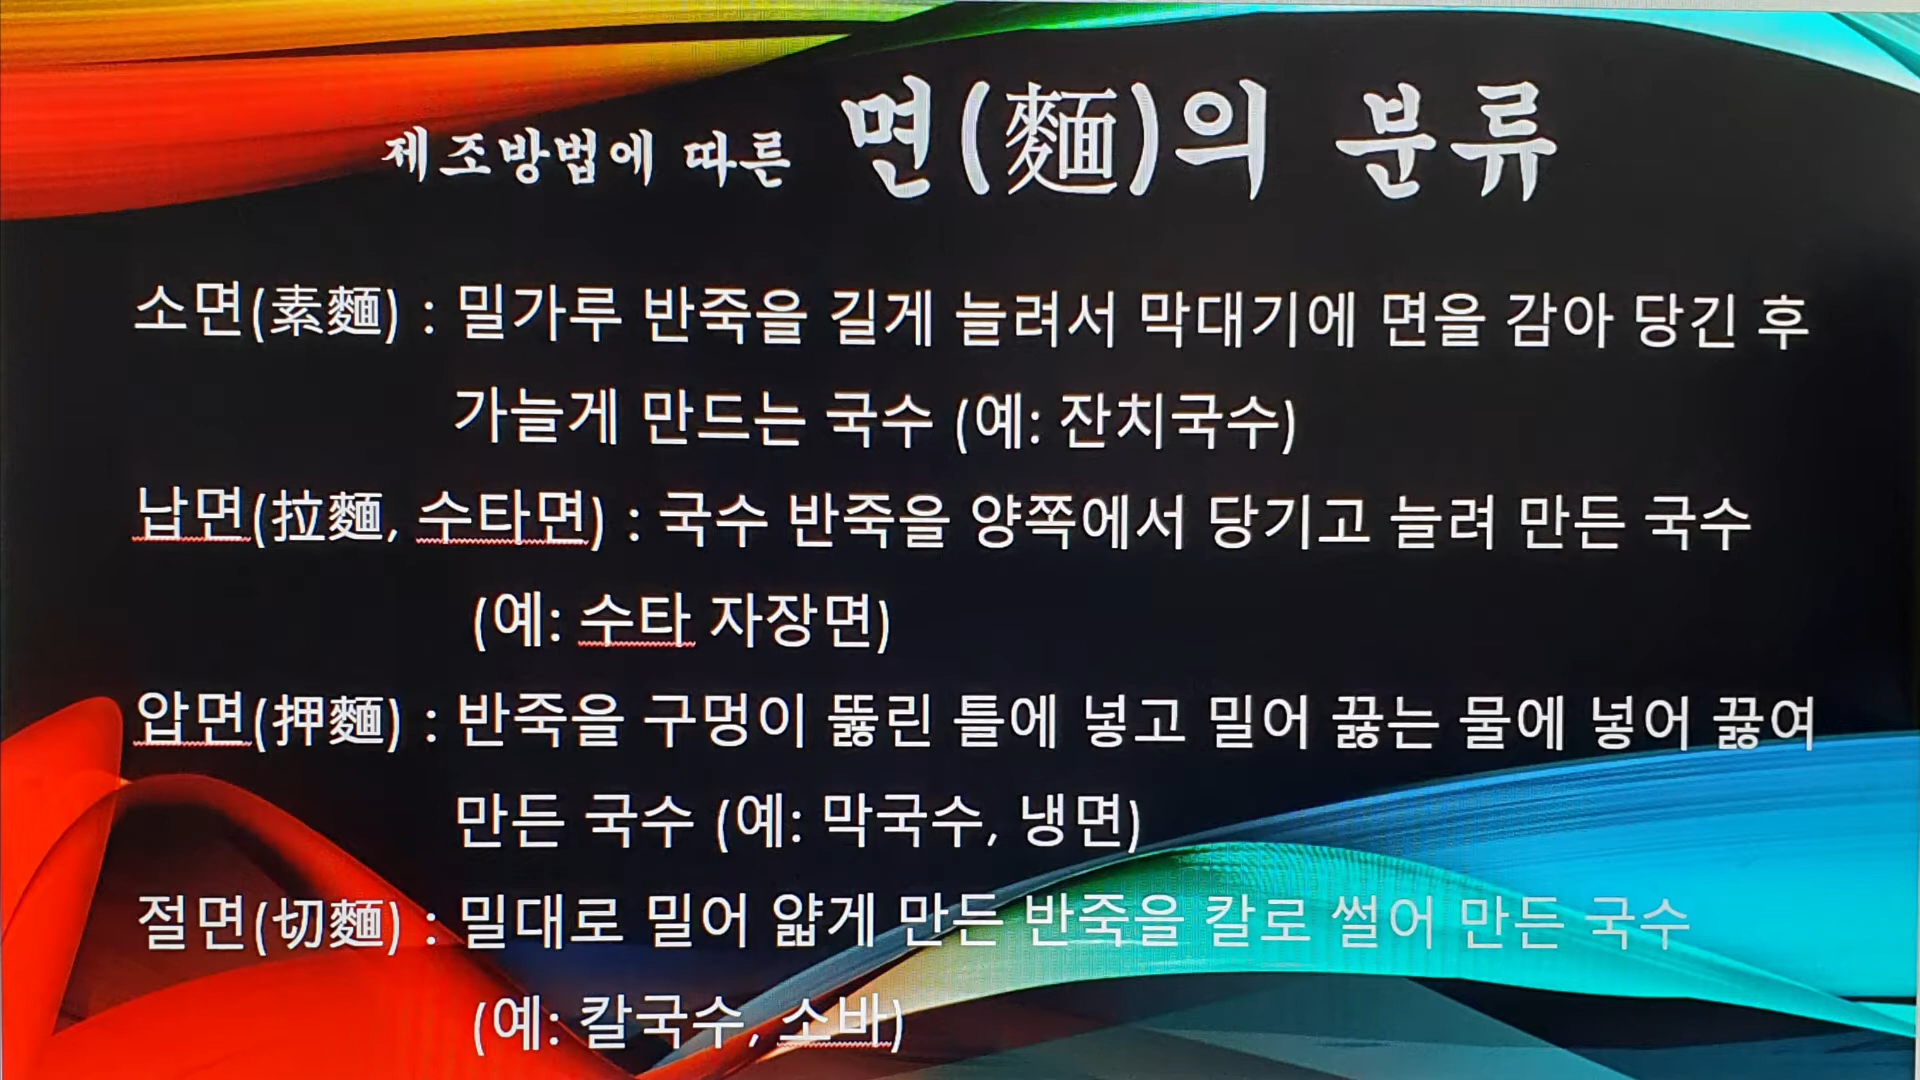 제조방법에 따른 면(麵)의 분류
소면(素麵) : 밀가루 반죽을 길게 늘려서 막대기에 면을 감아 당긴 후
가늘게 만드는 국수 (예: 잔치국수)
납면(拉麵, 수타면) : 국수 반죽을 양쪽에서 당기고 늘려 만든 국수
(예: 수타 자장면)
압면(押麵) : 반죽을 구멍이 뚫린 틀에 넣고 밀어 끓는 물에 넣어 끓여
만든 국수 (예: 막국수, 냉면)
절면(切麵) : 밀대로 밀어 얇게 만든 반죽을 칼로 썰어 만든 국수
(예: 칼국수, 소바)